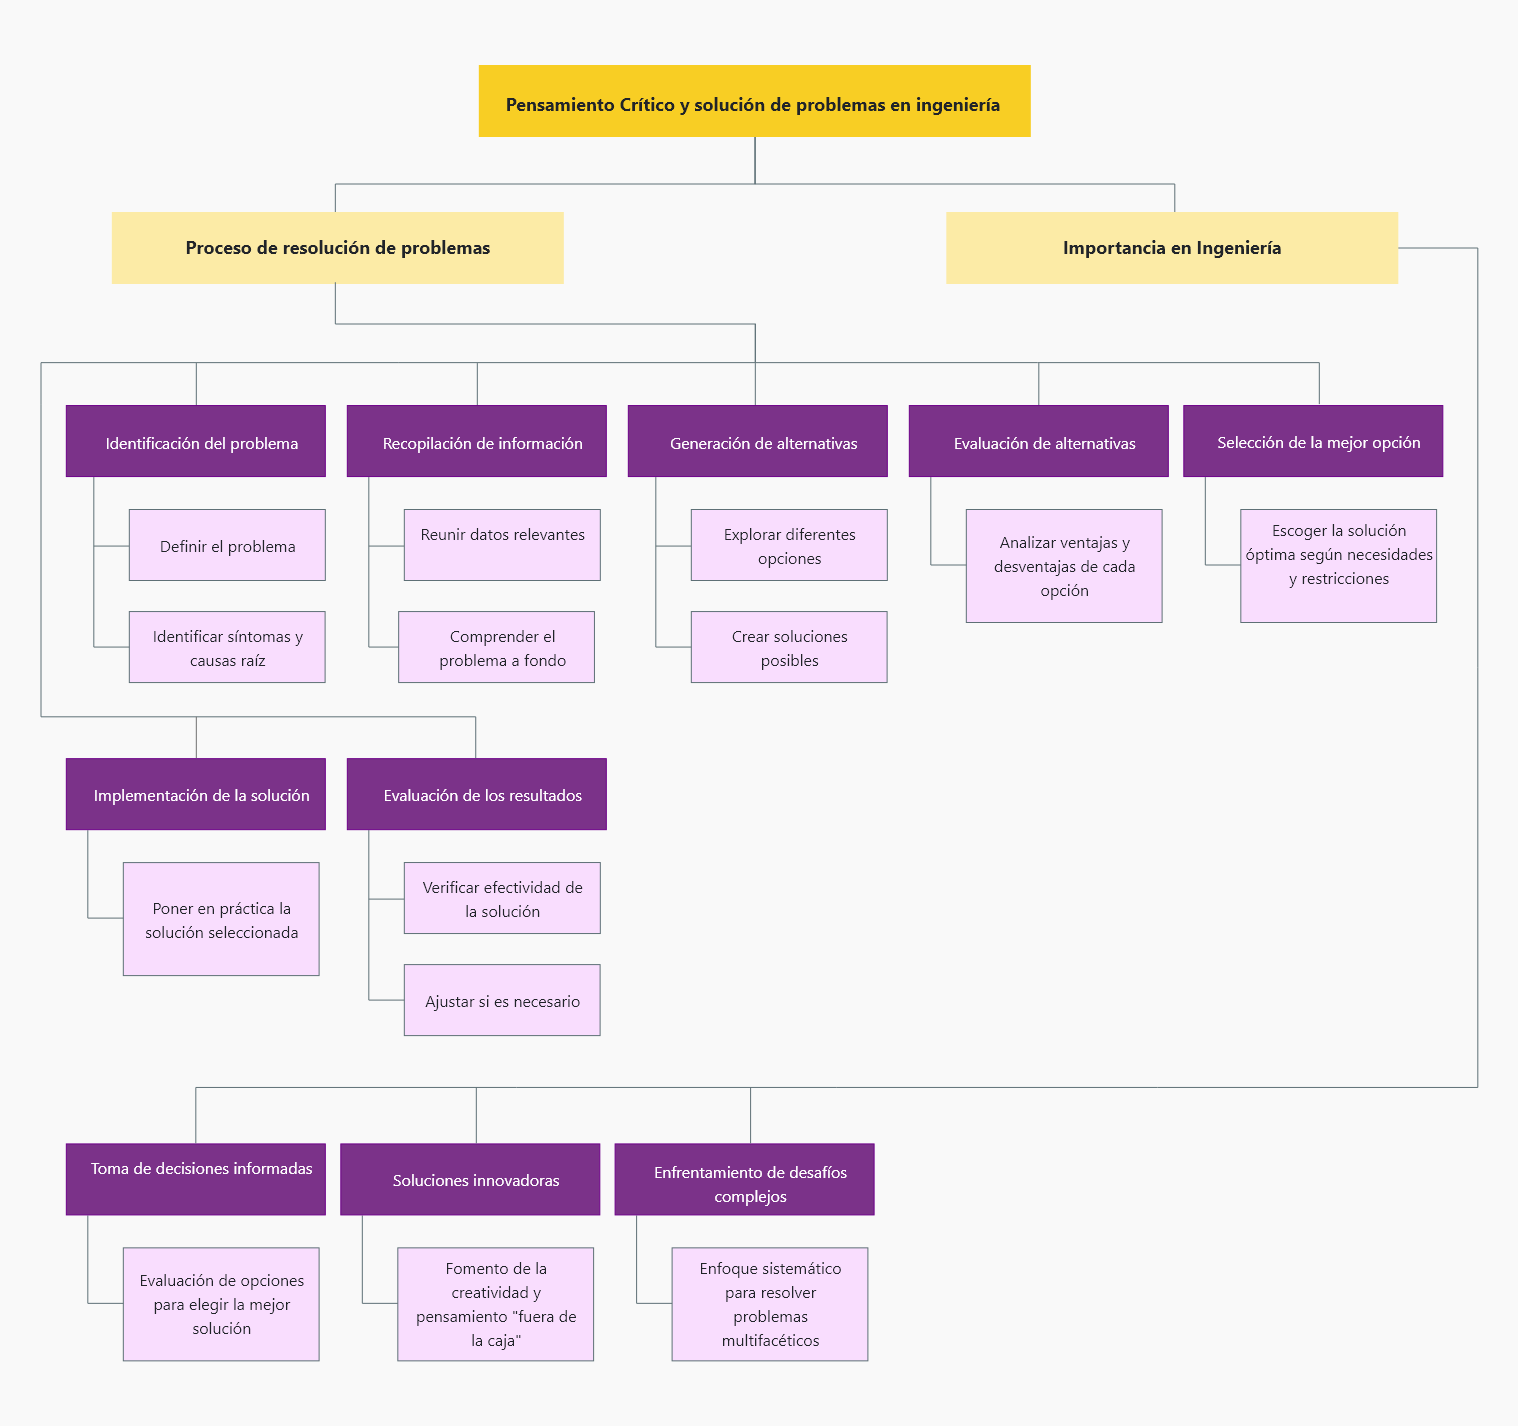 Pensamiento Crítico y solución de problemas en ingeniería
Proceso de resolución de problemas
Importancia en Ingeniería
Identificación del problema
Recopilación de información
Generación de alternativas
Evaluación de alternativas
Selección de la mejor opción
Definir el problema
Identificar síntomas y
causas raíz
Reunir datos relevantes
Comprender el
problema a fondo
Explorar diferentes
opciones
Crear soluciones
posibles
Analizar ventajas y
desventajas de cada
opción
Escoger la solución
óptima según necesidades
y restricciones
Implementación de la solución
Evaluación de los resultados
Poner en práctica la
solución seleccionada
Verificar efectividad de
la solución
Ajustar si es necesario
Toma de decisiones informadas
Soluciones innovadoras
Enfrentamiento de desafíos
complejos
Evaluación de opciones
para elegir la mejor
solución
Fomento de la
creatividad y
pensamiento "fuera de
la caja"
Enfoque sistemático
para resolver
problemas
multifacéticos